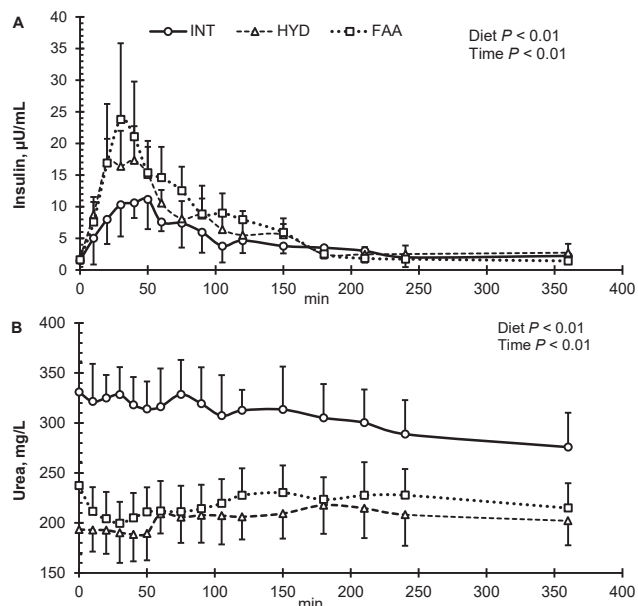 A
INT HYD FAA
Diet P < 0.01
Time P < 0.01
Insulin, µU/mL
40
35
30
25
20
15
10
5
0
0 50 100 150 200 250 300 350 400
min
B
Diet P < 0.01
Time P < 0.01
Urea, mg/L
400
350
300
250
200
150
0 50 100 150 200 250 300 350 400
min